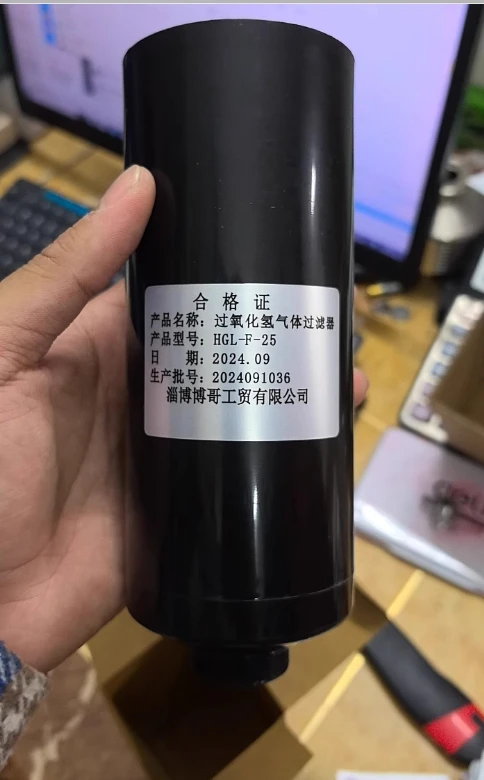 合格证
产品名称：过氧化氢气体过滤器
产品型号：HGL-F-25
日期：2024.09
生产批号：2024091036
淄博博哥工贸有限公司